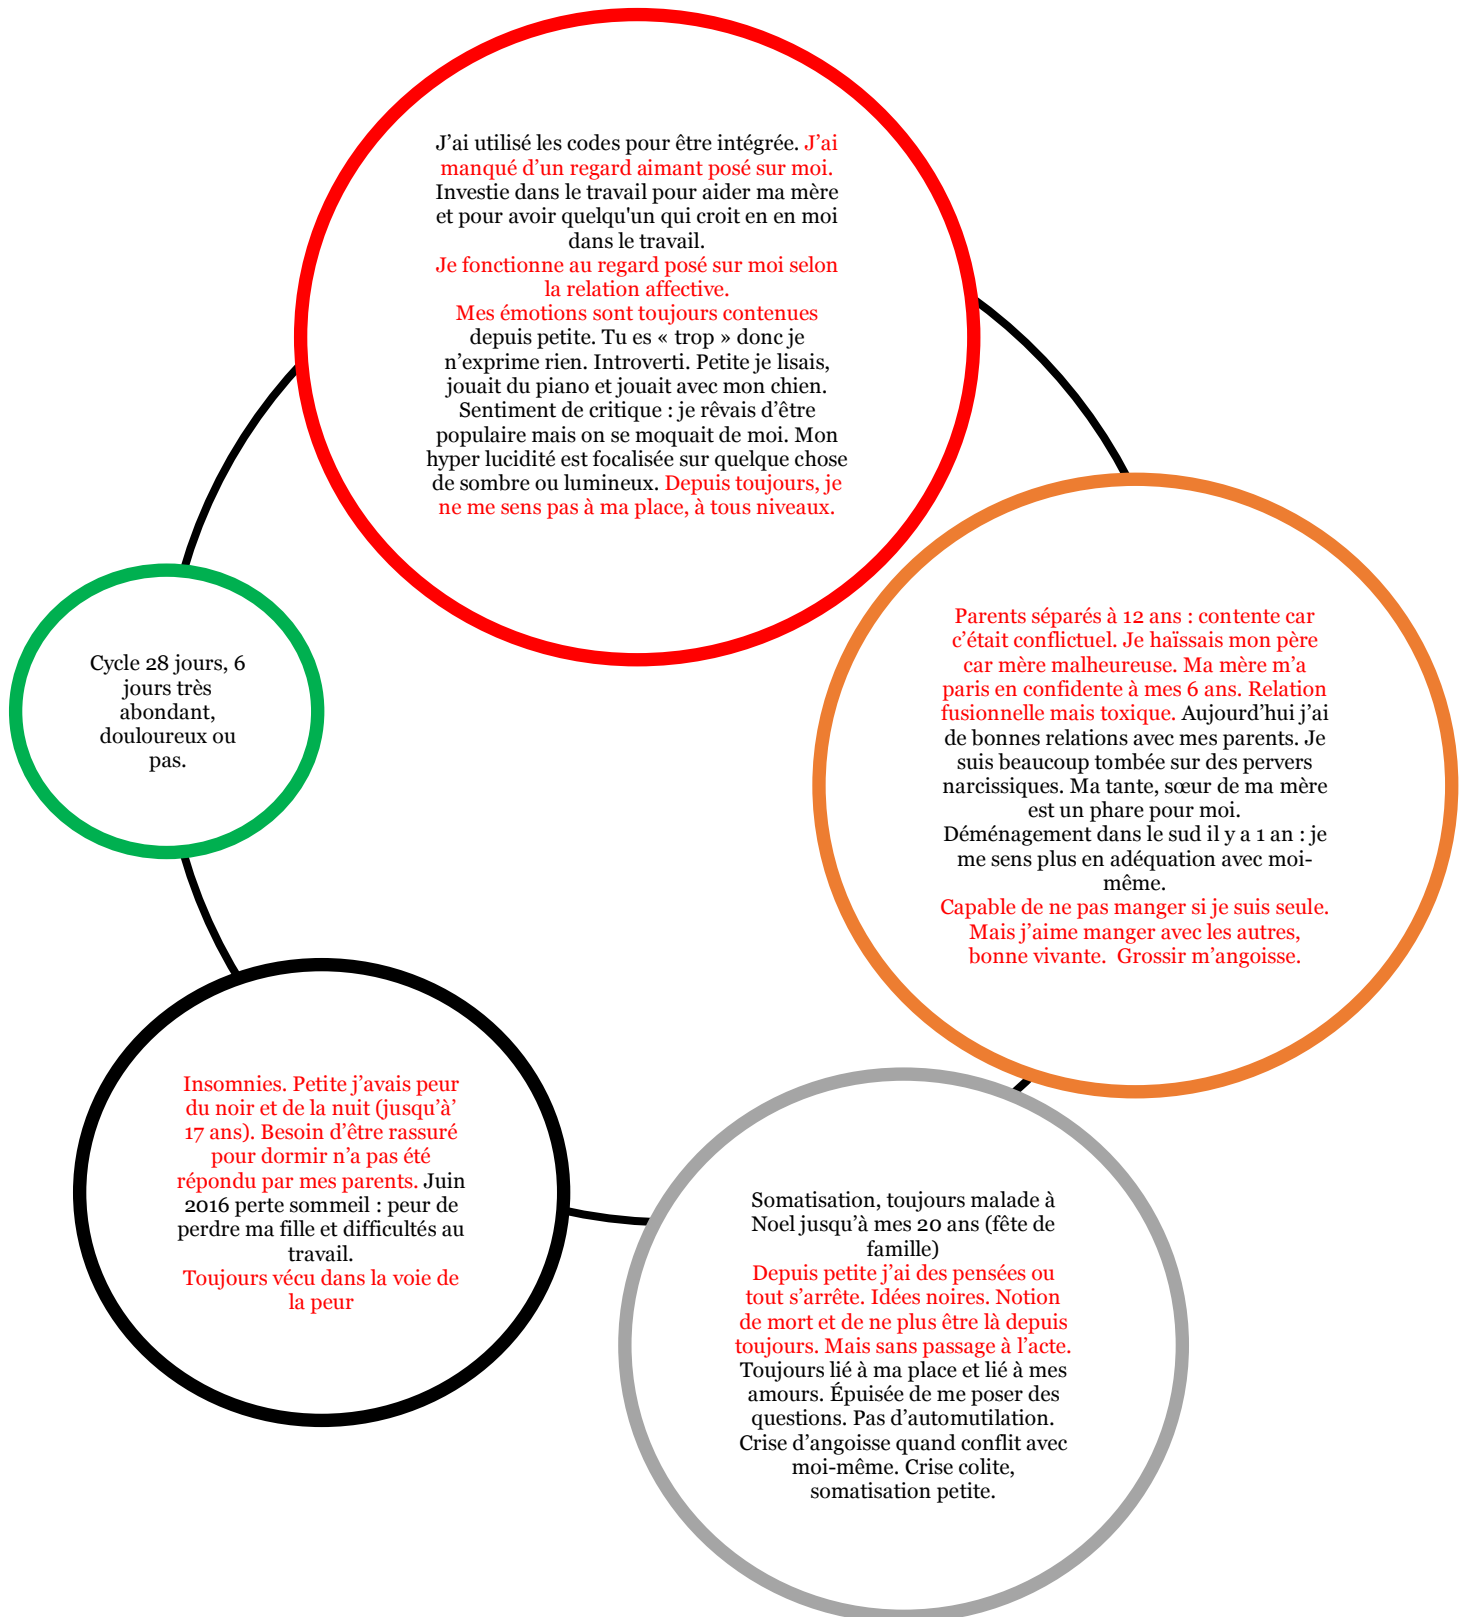 J'ai utilisé les codes pour être intégrée. J'ai
manqué d'un regard aimant posé sur moi.
Investie dans le travail pour aider ma mère
et pour avoir quelqu'un qui croit en en moi
dans le travail.
Je fonctionne au regard posé sur moi selon
la relation affective.
Mes émotions sont toujours contenues
depuis petite. Tu es « trop » donc je
n'exprime rien. Introverti. Petite je lisais,
jouait du piano et jouait avec mon chien.
Sentiment de critique : je rêvais d'être
populaire mais on se moquait de moi. Mon
hyper lucidité est focalisée sur quelque chose
de sombre ou lumineux. Depuis toujours, je
ne me sens pas à ma place, à tous niveaux.
Parents séparés à 12 ans : contente car
c'était conflictuel. Je haïssais mon père
car mère malheureuse. Ma mère m'a
paris en confidente à mes 6 ans. Relation
fusionnelle mais toxique. Aujourd'hui j'ai
de bonnes relations avec mes parents. Je
suis beaucoup tombée sur des pervers
narcissiques. Ma tante, sœur de ma mère
est un phare pour moi.
Déménagement dans le sud il y a 1 an : je
me sens plus en adéquation avec moi-
même.
Capable de ne pas manger si je suis seule.
Mais j'aime manger avec les autres,
bonne vivante.  Grossir m'angoisse.
Somatisation, toujours malade à
Noel jusqu'à mes 20 ans (fête de
famille)
Depuis petite j'ai des pensées ou
tout s'arrête. Idées noires. Notion
de mort et de ne plus être là depuis
toujours. Mais sans passage à l'acte.
Toujours lié à ma place et lié à mes
amours. Épuisée de me poser des
questions. Pas d'automutilation.
Crise d'angoisse quand conflit avec
moi-même. Crise colite,
somatisation petite.
Insomnies. Petite j'avais peur
du noir et de la nuit (jusqu'à'
17 ans). Besoin d'être rassuré
pour dormir n'a pas été
répondu par mes parents. Juin
2016 perte sommeil : peur de
perdre ma fille et difficultés au
travail.
Toujours vécu dans la voie de
la peur
Cycle 28 jours, 6
jours très
abondant,
douloureux ou
pas.